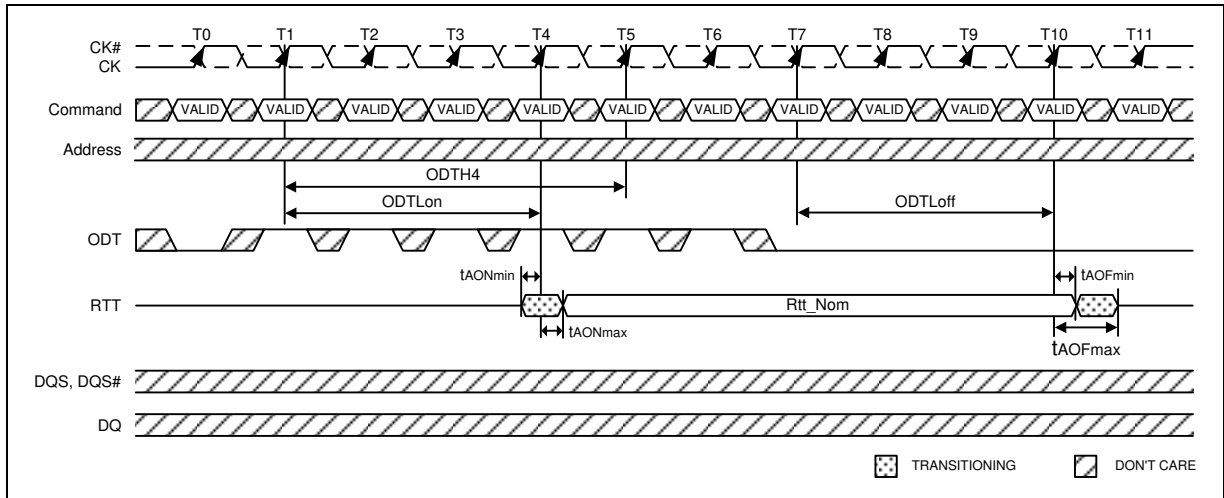 T0 T1 T2 T3 T4 T5 T6 T7 T8 T9 T10 T11
CK#
CK
Command VALID VALID VALID VALID VALID VALID VALID VALID VALID VALID VALID VALID
Address
ODTH4
ODTLon ODTLoff
ODT
tAONmin tAOFmin
RTT Rtt_Nom
tAONmax
tAOFmax
DQS, DQS#
DQ
TRANSITIONING DON'T CARE